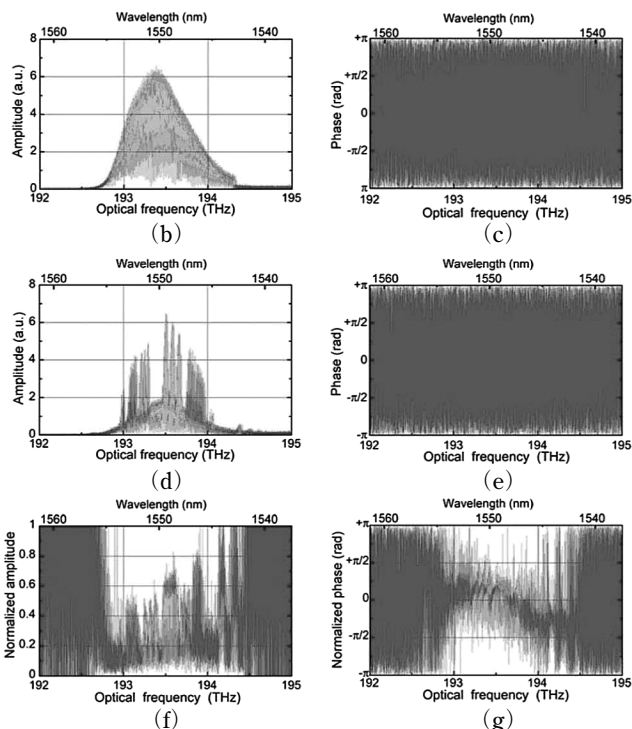 Wavelength (nm)
1560 1550 1540
8
6
4
2
0
Amplitude (a.u.)
192 193 194 195
Optical frequency (THz)
(b)
Wavelength (nm)
1560 1550 1540
+π
+π/2
0
-π/2
π
Phase (rad)
192 193 194 195
Optical frequency (THz)
(c)
Wavelength (nm)
1560 1550 1540
8
6
4
2
0
Amplitude (a.u.)
192 193 194 195
Optical frequency (THz)
(d)
Wavelength (nm)
1560 1550 1540
+π
+π/2
0
-π/2
-π
Phase (rad)
192 193 194 195
Optical frequency (THz)
(e)
Wavelength (nm)
1560 1550 1540
1
0.8
0.6
0.4
0.2
0
Normalized amplitude
192 193 194 195
Optical frequency (THz)
(f)
Wavelength (nm)
1560 1550 1540
+π
+π/2
0
-π/2
-π
Normalized phase (rad)
192 193 194 195
Optical frequency (THz)
(g)